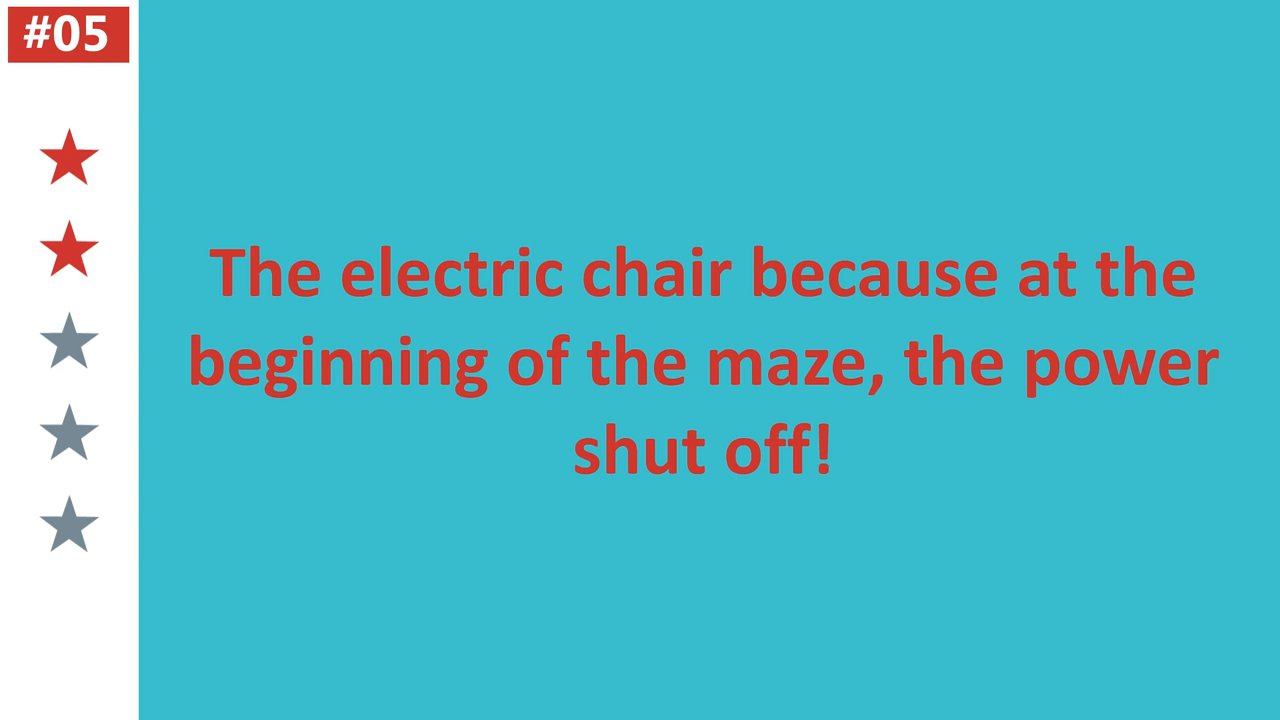 #05
The electric chair because at the
beginning of the maze, the power
shut off!